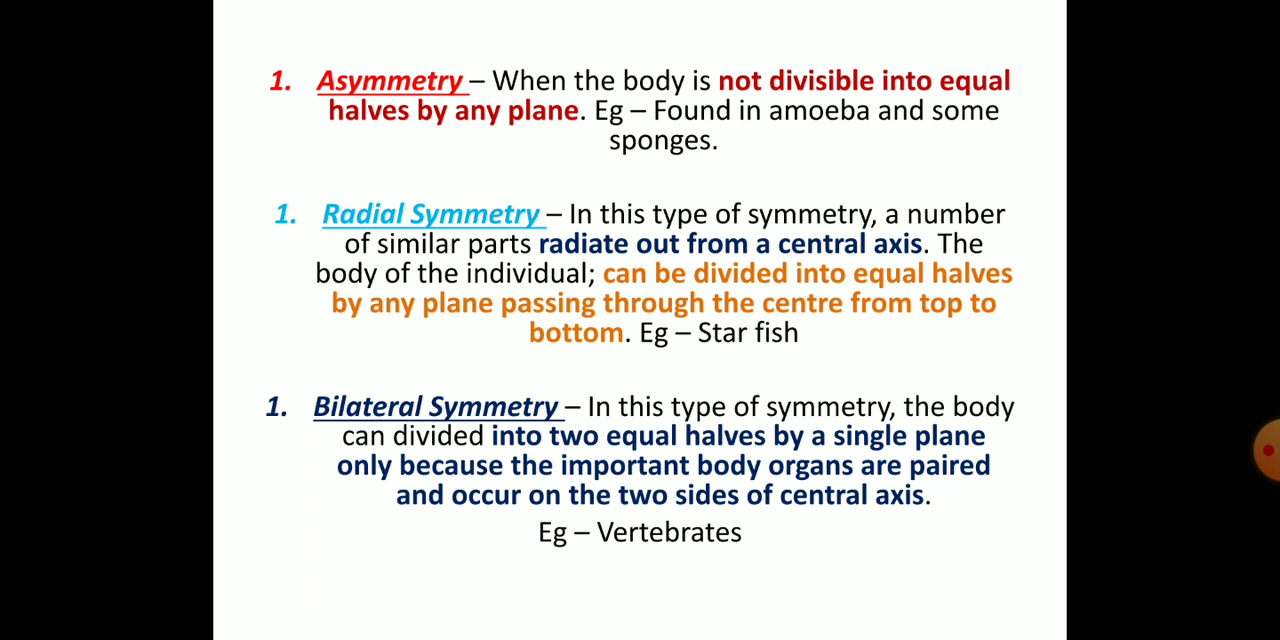 1. Asymmetry – When the body is not divisible into equal
halves by any plane. Eg – Found in amoeba and some
sponges.
1. Radial Symmetry – In this type of symmetry, a number
of similar parts radiate out from a central axis. The
body of the individual; can be divided into equal halves
by any plane passing through the centre from top to
bottom. Eg – Star fish
1. Bilateral Symmetry – In this type of symmetry, the body
can divided into two equal halves by a single plane
only because the important body organs are paired
and occur on the two sides of central axis.
Eg – Vertebrates